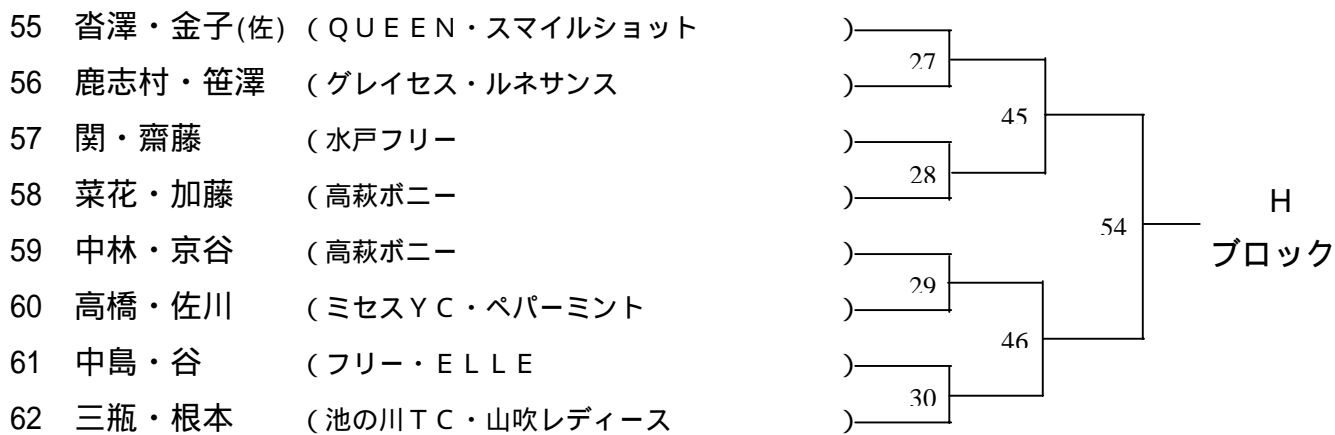 55 沓澤・金子(佐) (QUEEN・スマイルショット )
27
56 鹿志村・笹澤 (グレイセス・ルネサンス )
45
57 関・齋藤 (水戸フリー )
28
58 菜花・加藤 (高萩ボニー )
H
54
ブロック
59 中林・京谷 (高萩ボニー )
29
60 高橋・佐川 (ミセスYC・ペパーミント )
46
61 中島・谷 (フリー・ELLE )
30
62 三瓶・根本 (池の川TC・山吹レディース )